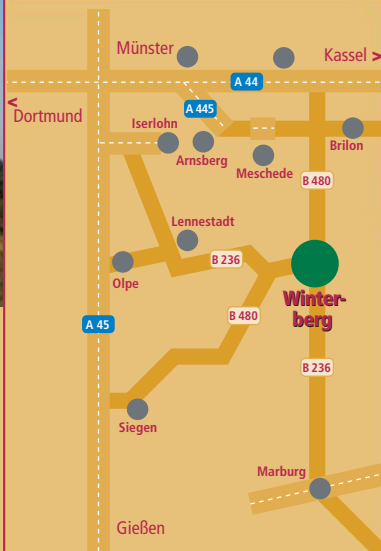 Münster
Kassel >
A 44
<
Dortmund
A 445
Iserlohn
Arnsberg
Brilon
Meschede
B 480
Lennestadt
B 236
Olpe
Winter-
berg
B 480
A 45
B 236
Siegen
Marburg
Gießen